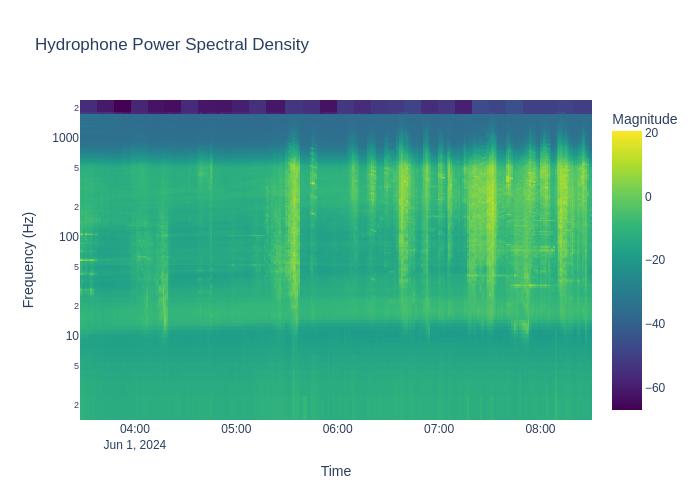 Hydrophone Power Spectral Density
Magnitude
20
0
−20
−40
−60
2
1000
5
2
100
5
2
10
5
2
Frequency (Hz)
04:00 05:00 06:00 07:00 08:00
Jun 1, 2024
Time